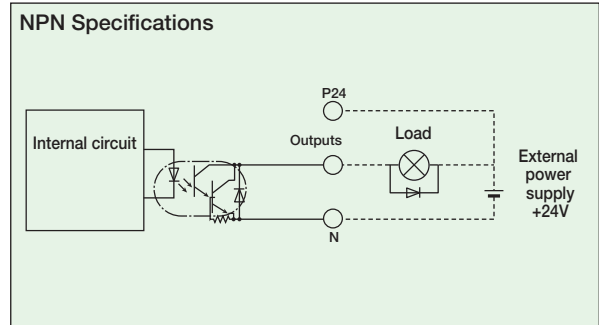 NPN Specifications
P24
Internal circuit
Outputs
Load
External
power
supply
+24V
N